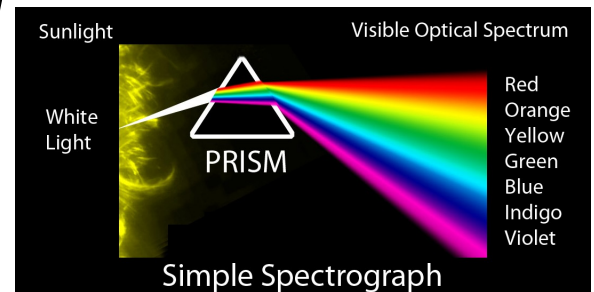 Sunlight
Visible Optical Spectrum
White
Light
PRISM
Red
Orange
Yellow
Green
Blue
Indigo
Violet
Simple Spectrograph